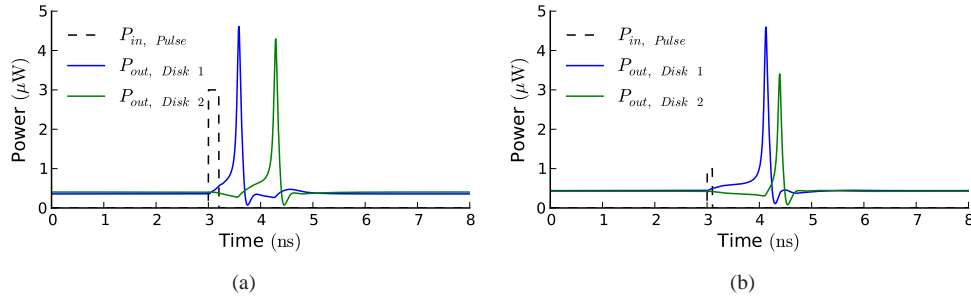 5
4
3
2
1
0
Power (μW)
P_in, Pulse
P_out, Disk 1
P_out, Disk 2
0 1 2 3 4 5 6 7 8
Time (ns)
(a)
5
4
3
2
1
0
Power (μW)
P_in, Pulse
P_out, Disk 1
P_out, Disk 2
0 1 2 3 4 5 6 7 8
Time (ns)
(b)